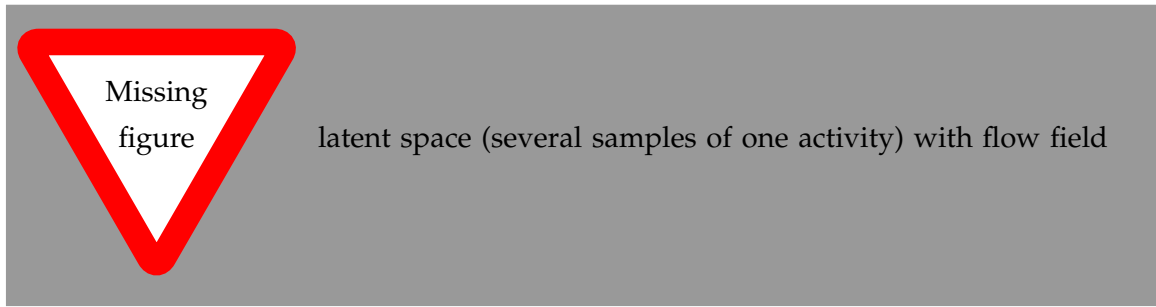 Missing
figure
latent space (several samples of one activity) with flow field